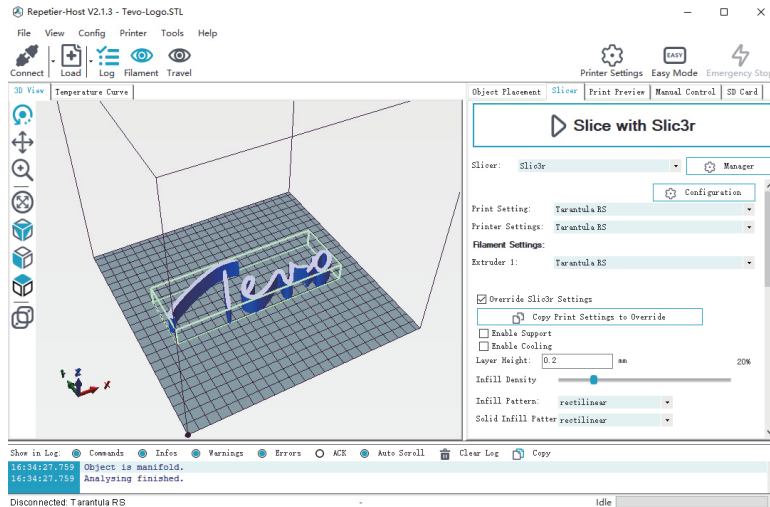 Repetier-Host V2.1.3 - Tevo-Logo.STL
File View Config Printer Tools Help
Connect Load Log Filament Travel Printer Settings Easy Mode Emergency Stop
3D View Temperature Curve
Object Placement Slicer Print Preview Manual Control SD Card
Slice with Slic3r
Slicer: Slic3r Manager
Configuration
Print Setting: Tarantula RS
Printer Settings: Tarantula RS
Filament Settings:
Extruder 1: Tarantula RS
Override Slic3r Settings
Copy Print Settings to Override
Enable Support
Enable Cooling
Layer Height: 0.2 mm 20%
Infill Density
Infill Pattern: rectilinear
Solid Infill Patter rectilinear
Tevo
z y x
Show in Log: Commands Infos Warnings Errors ACK Auto Scroll Clear Log Copy
16:34:27.759 Object is manifold.
16:34:27.759 Analysing finished.
Disconnected: Tarantula RS - Idle